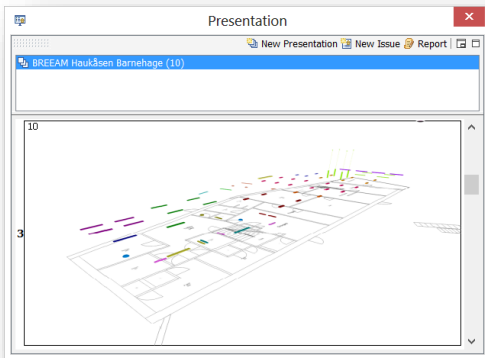 Presentation
New Presentation New Issue Report
BREEAM Haukåsen Barnehage (10)
10
3